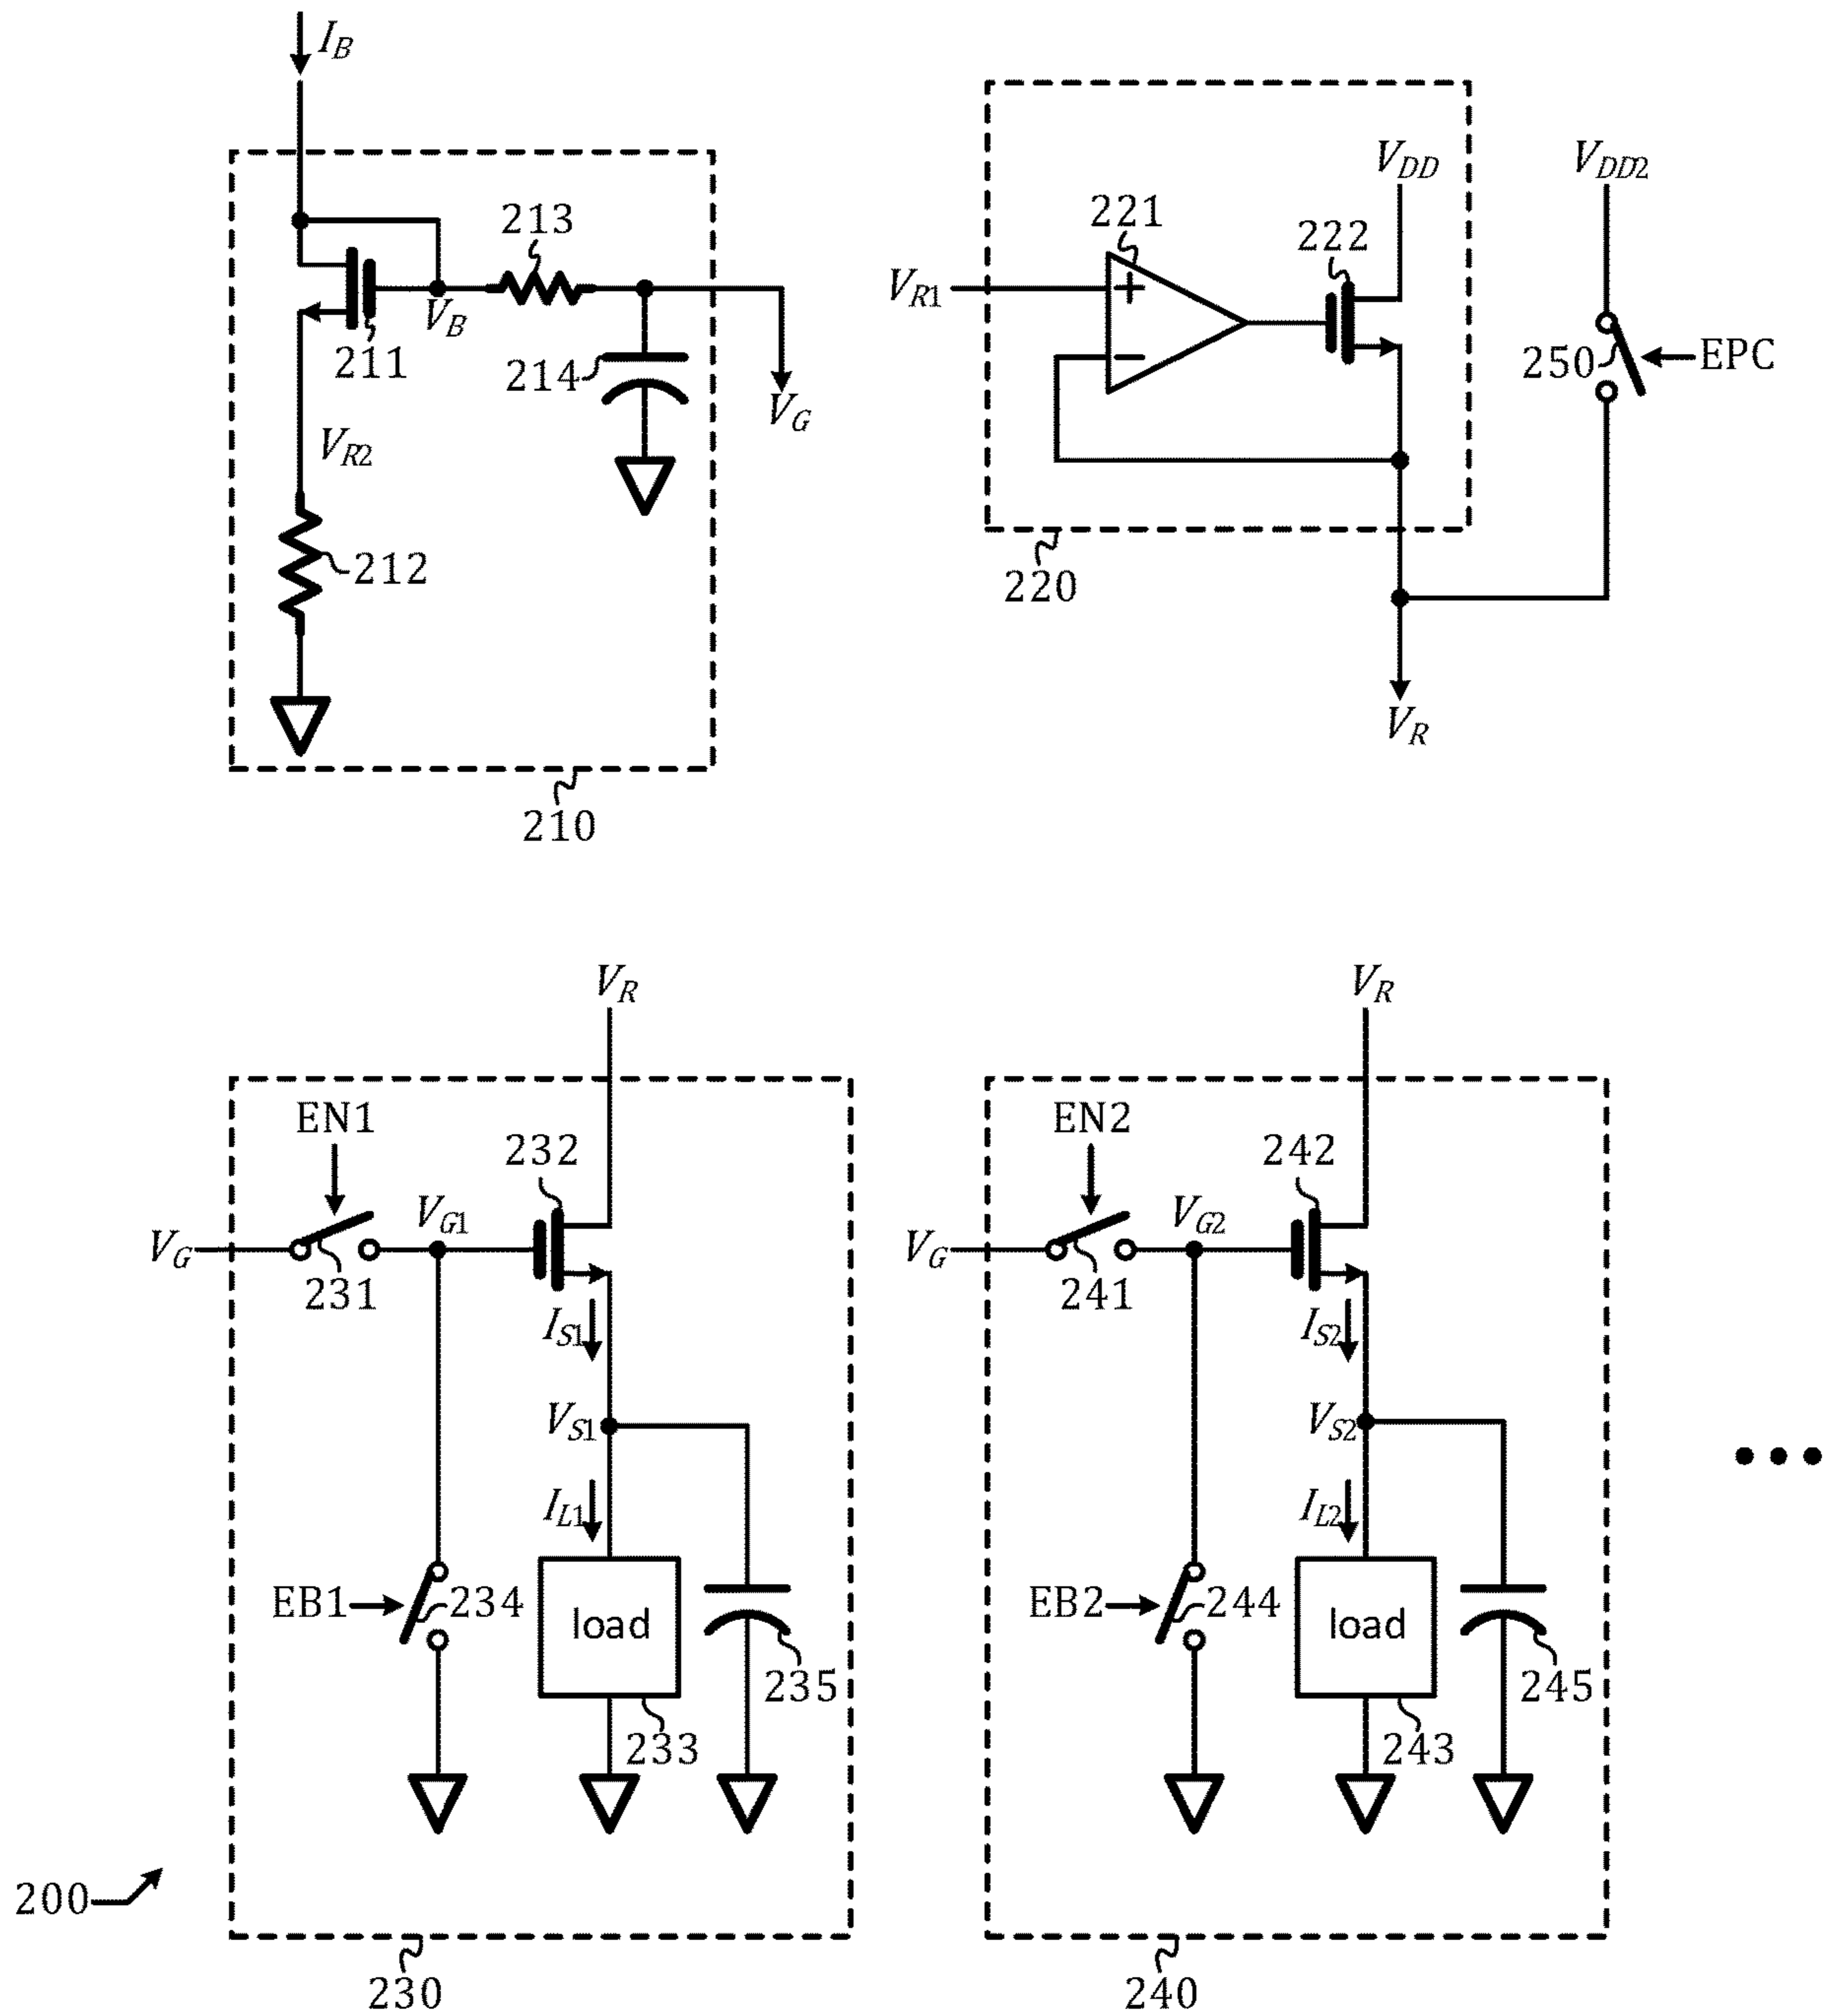 I_B
V_DD
V_DD2
213
221
222
V_R1
V_B
211
214
250
EPC
V_G
V_R2
212
220
V_R
210
V_R
V_R
EN1
EN2
232
242
V_G
V_G1
V_G
V_G2
231
241
I_S1
I_S2
V_S1
V_S2
I_L1
I_L2
EB1
234
load
EB2
244
load
235
245
233
243
200
230
240